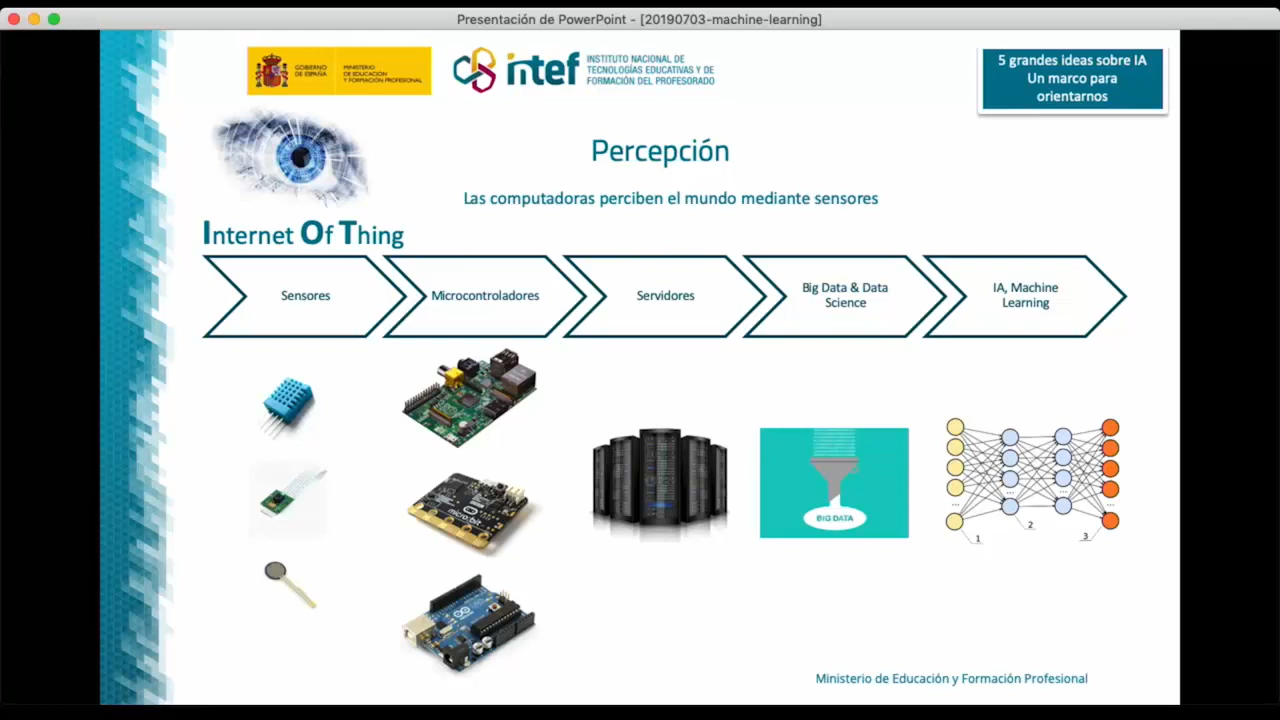 Presentación de PowerPoint - [20190703-machine-learning]
GOBIERNO
DE ESPAÑA
MINISTERIO
DE EDUCACIÓN
Y FORMACIÓN PROFESIONAL
intef
INSTITUTO NACIONAL DE
TECNOLOGÍAS EDUCATIVAS Y DE
FORMACIÓN DEL PROFESORADO
5 grandes ideas sobre IA
Un marco para
orientarnos
Percepción
Las computadoras perciben el mundo mediante sensores
Internet Of Thing
Sensores
Microcontroladores
Servidores
Big Data & Data
Science
IA, Machine
Learning
micro:bit
BIG DATA
...
...
...
...
1
2
3
Ministerio de Educación y Formación Profesional